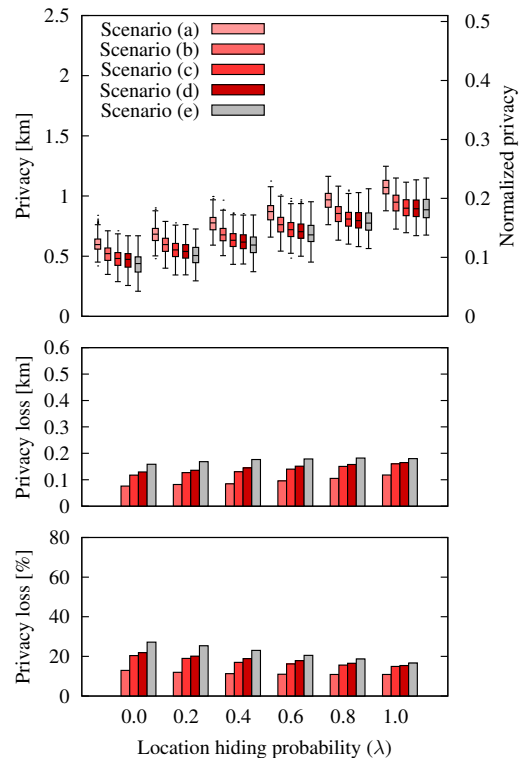 2.5
2
1.5
1
0.5
0
Privacy [km]
Scenario (a)
Scenario (b)
Scenario (c)
Scenario (d)
Scenario (e)
0.5
0.4
0.3
0.2
0.1
0
Normalized privacy
0.6
0.5
0.4
0.3
0.2
0.1
0
Privacy loss [km]
80
60
40
20
0
Privacy loss [%]
0.0 0.2 0.4 0.6 0.8 1.0
Location hiding probability (λ)